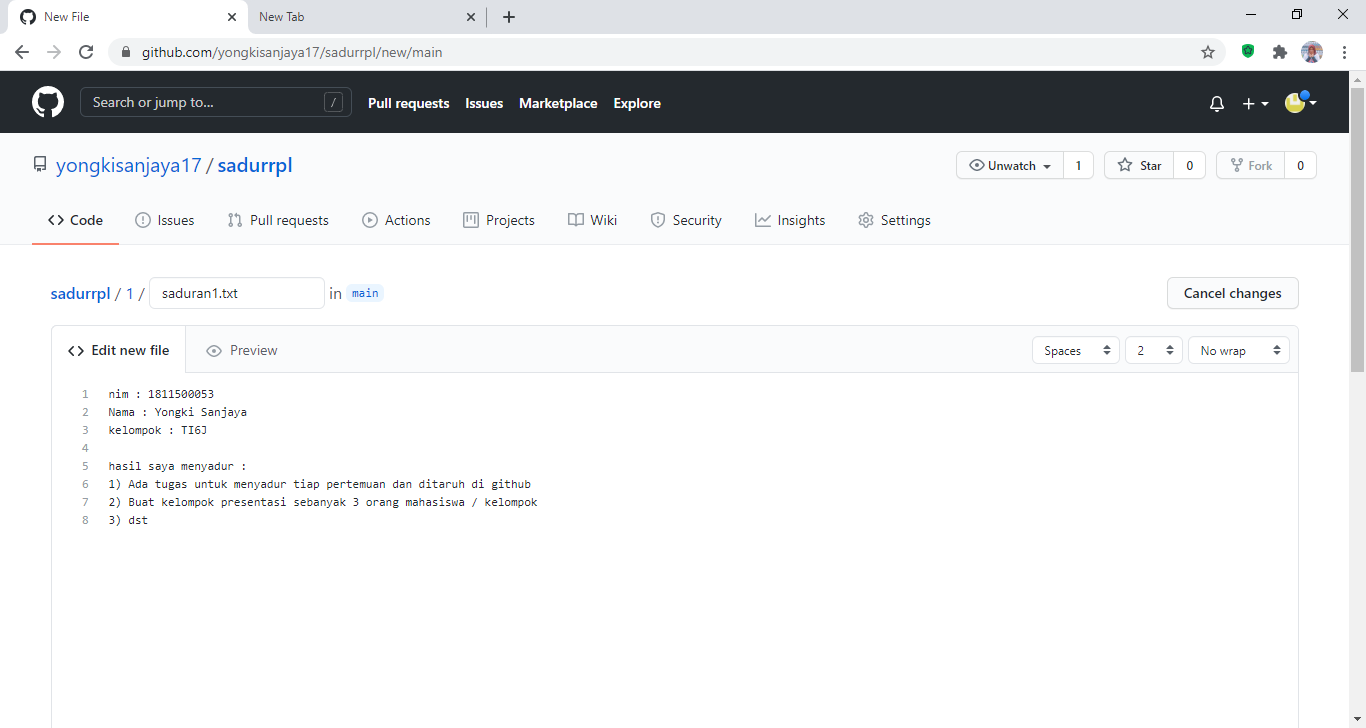 New File
New Tab
github.com/yongkisanjaya17/sadurrpl/new/main
Search or jump to... /
Pull requests Issues Marketplace Explore
yongkisanjaya17 / sadurrpl
Unwatch 1 Star 0 Fork 0
Code Issues Pull requests Actions Projects Wiki Security Insights Settings
sadurrpl / 1 / saduran1.txt in main
Cancel changes
<> Edit new file Preview
Spaces 2 No wrap
1 nim : 1811500053
2 Nama : Yongki Sanjaya
3 kelompok : TI6J
4
5 hasil saya menyadur :
6 1) Ada tugas untuk menyadur tiap pertemuan dan ditaruh di github
7 2) Buat kelompok presentasi sebanyak 3 orang mahasiswa / kelompok
8 3) dst